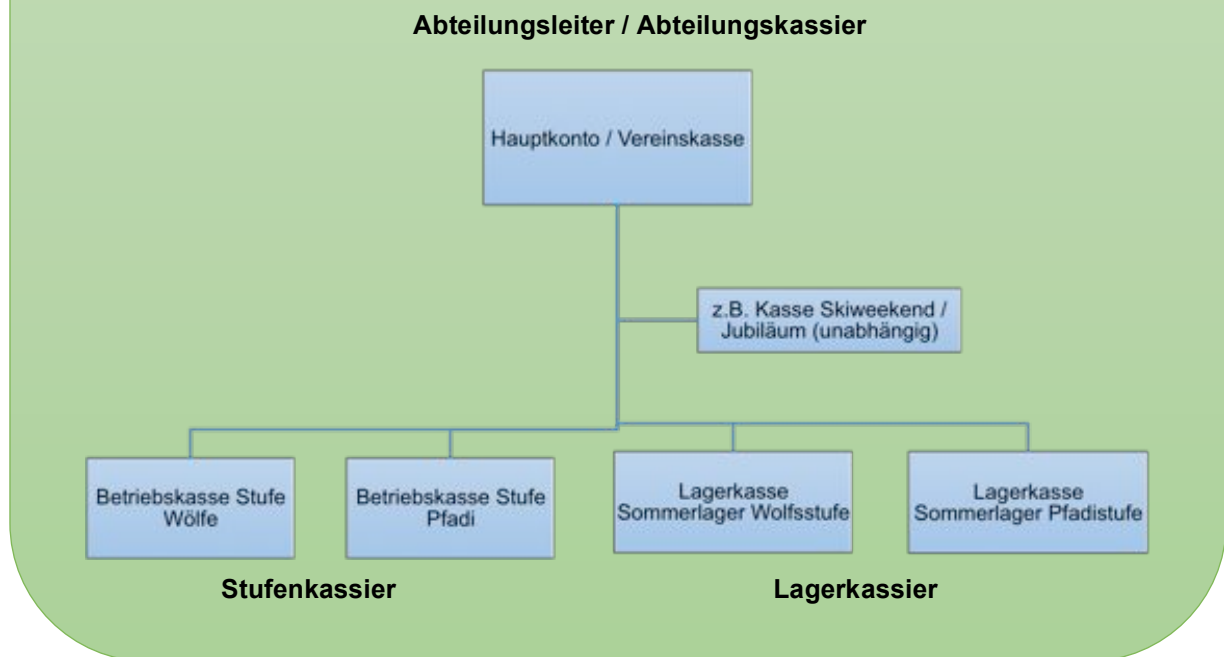 Abteilungsleiter / Abteilungskassier
Hauptkonto / Vereinskasse
z.B. Kasse Skiweekend /
Jubiläum (unabhängig)
Betriebskasse Stufe
Wölfe
Betriebskasse Stufe
Pfadi
Lagerkasse
Sommerlager Wolfsstufe
Lagerkasse
Sommerlager Pfadistufe
Stufenkassier
Lagerkassier